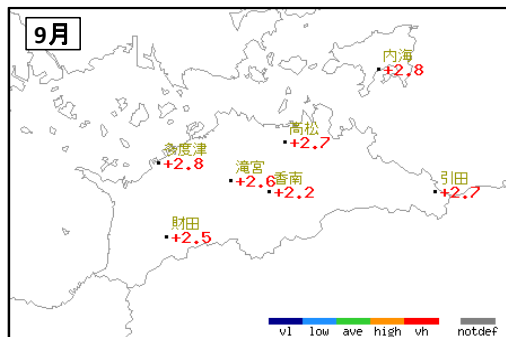 9月
内海
+2.8
高松
+2.7
多度津
+2.8
滝宮
+2.6
香南
+2.2
引田
+2.7
財田
+2.5
vl low ave high vh notdef